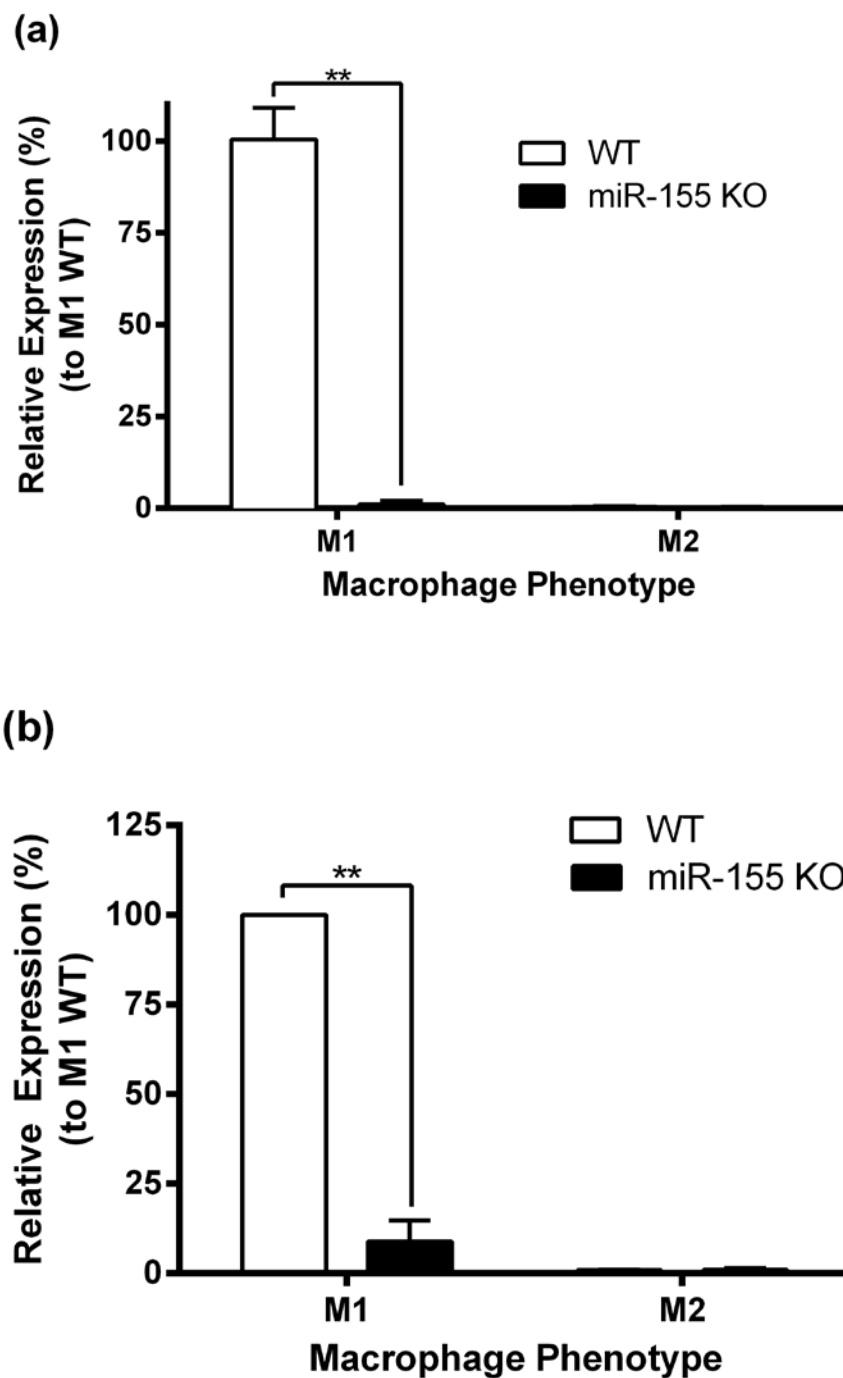 (a)
**
100
75
50
25
0
Relative Expression (%)
(to M1 WT)
WT
miR-155 KO
M1
M2
Macrophage Phenotype
(b)
**
125
100
75
50
25
0
Relative Expression (%)
(to M1 WT)
WT
miR-155 KO
M1
M2
Macrophage Phenotype